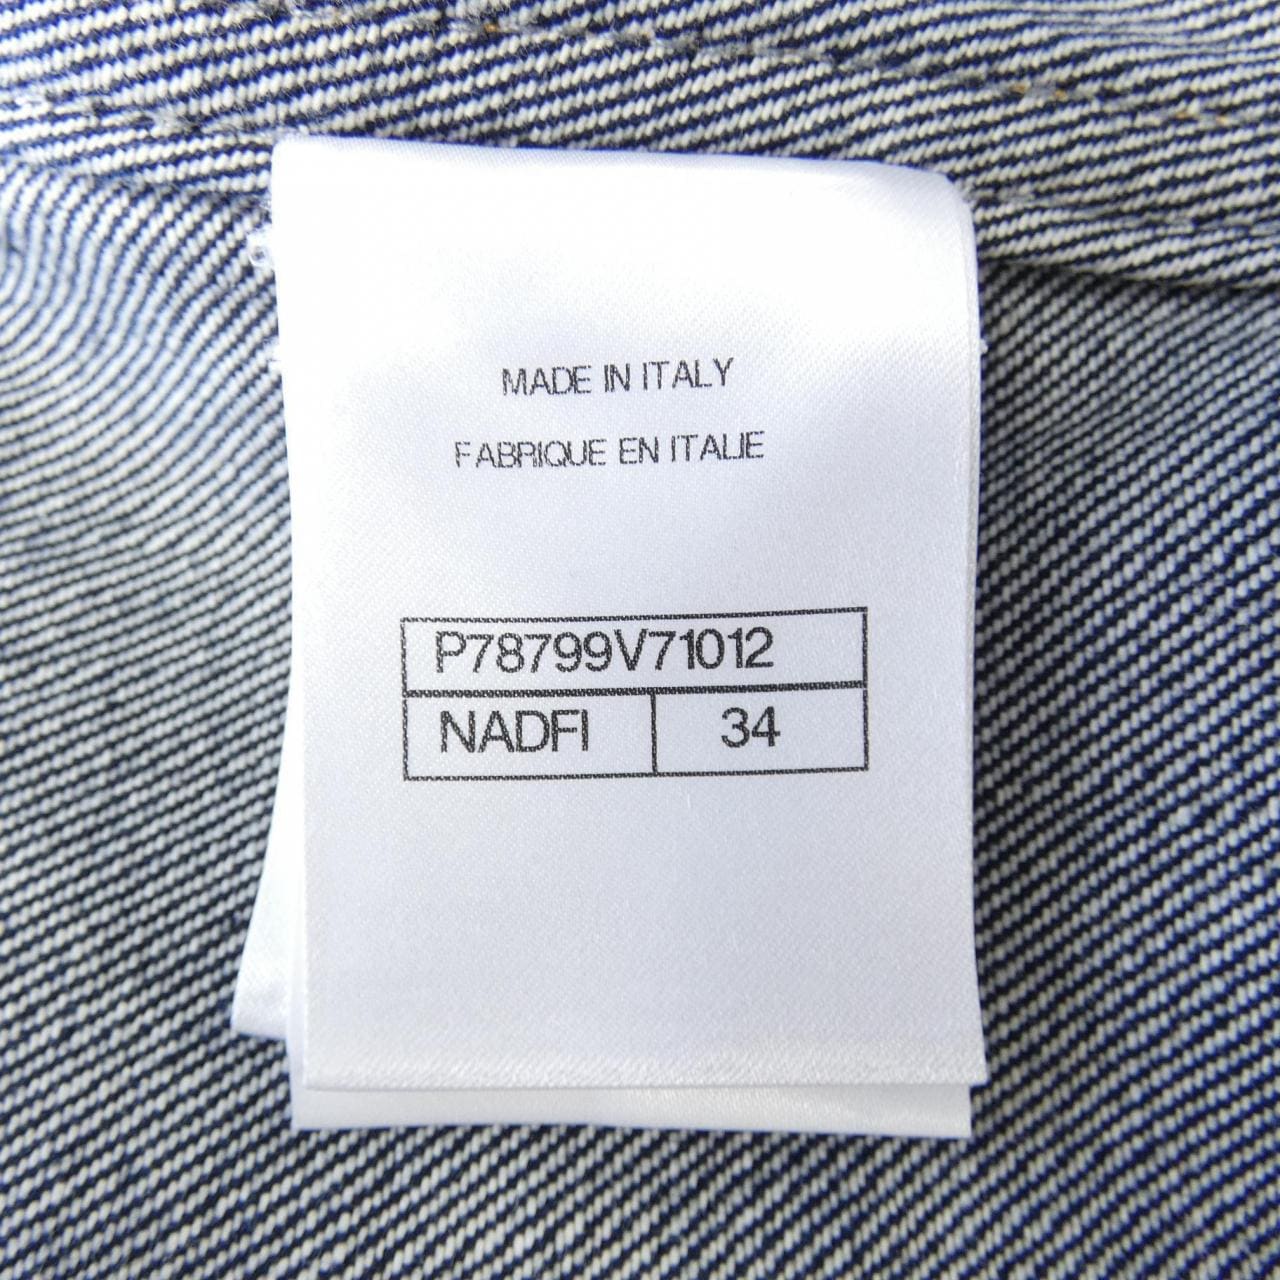 MADE IN ITALY
FABRIQUE EN ITALIE
P78799V71012
NADFI 34